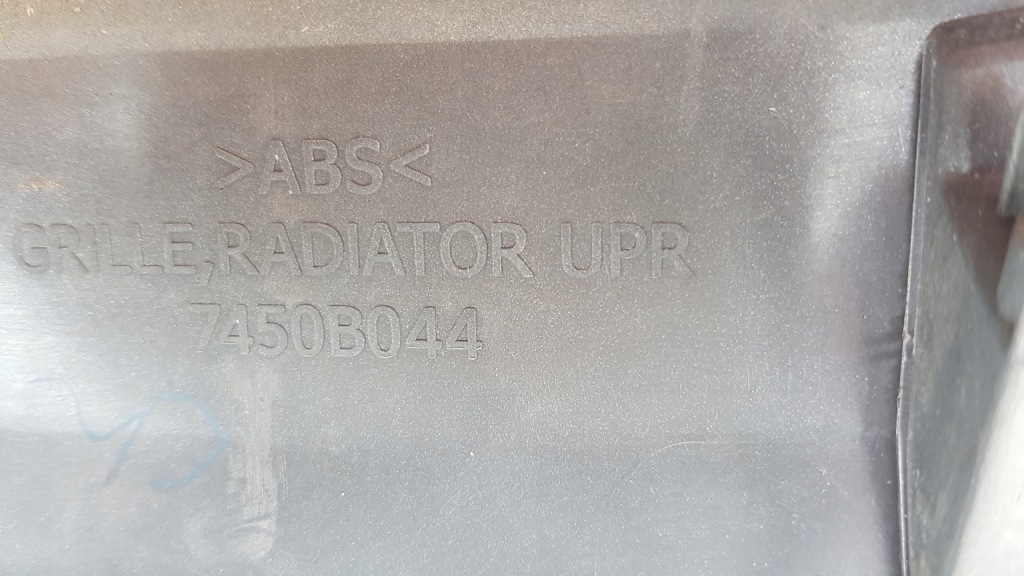 >ABS<
GRILLE,RADIATOR UPR
7450B044